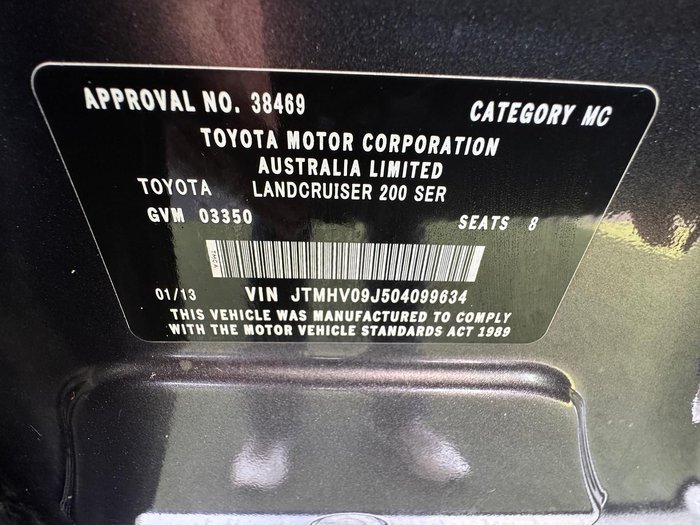 APPROVAL NO. 38469 CATEGORY MC
TOYOTA MOTOR CORPORATION
AUSTRALIA LIMITED
TOYOTA LANDCRUISER 200 SER
GVM 03350 SEATS 8
01/13 VIN JTMHV09J504099634
THIS VEHICLE WAS MANUFACTURED TO COMPLY
WITH THE MOTOR VEHICLE STANDARDS ACT 1989